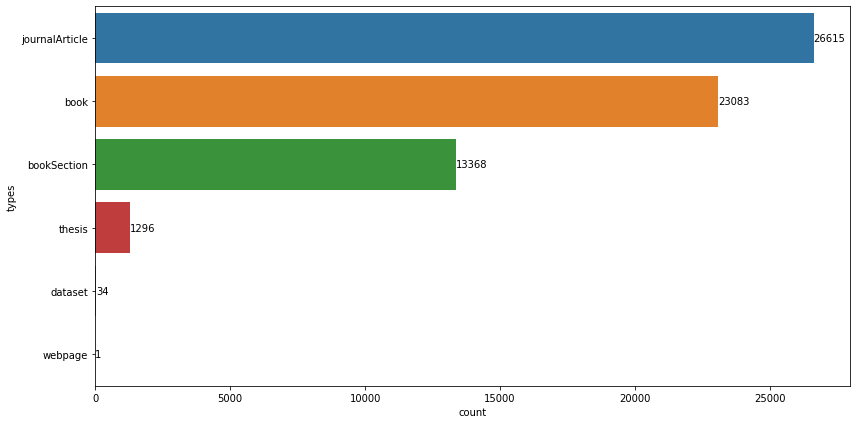 journalArticle 26615
book 23083
bookSection 13368
thesis 1296
dataset 34
webpage 1
types
0 5000 10000 15000 20000 25000
count